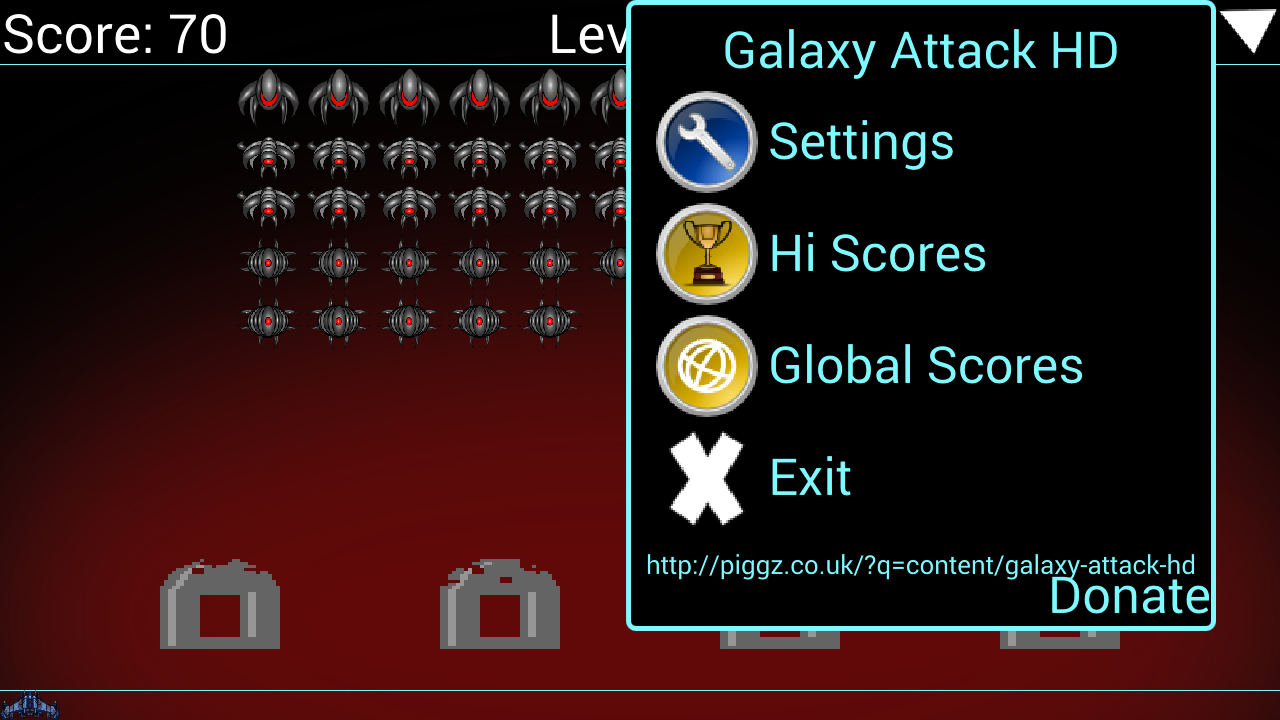 Score: 70
Lev
Galaxy Attack HD
Settings
Hi Scores
Global Scores
Exit
http://piggz.co.uk/?q=content/galaxy-attack-hd
Donate